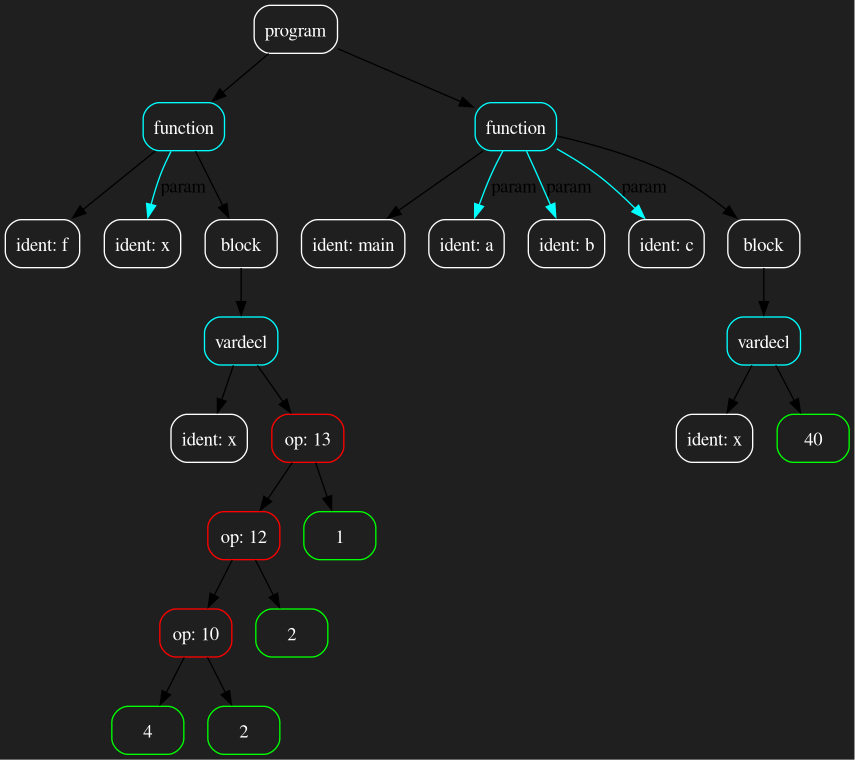 program
function
function
param
param
param
param
ident: f
ident: x
block
ident: main
ident: a
ident: b
ident: c
block
vardecl
vardecl
ident: x
op: 13
ident: x
40
op: 12
1
op: 10
2
4
2